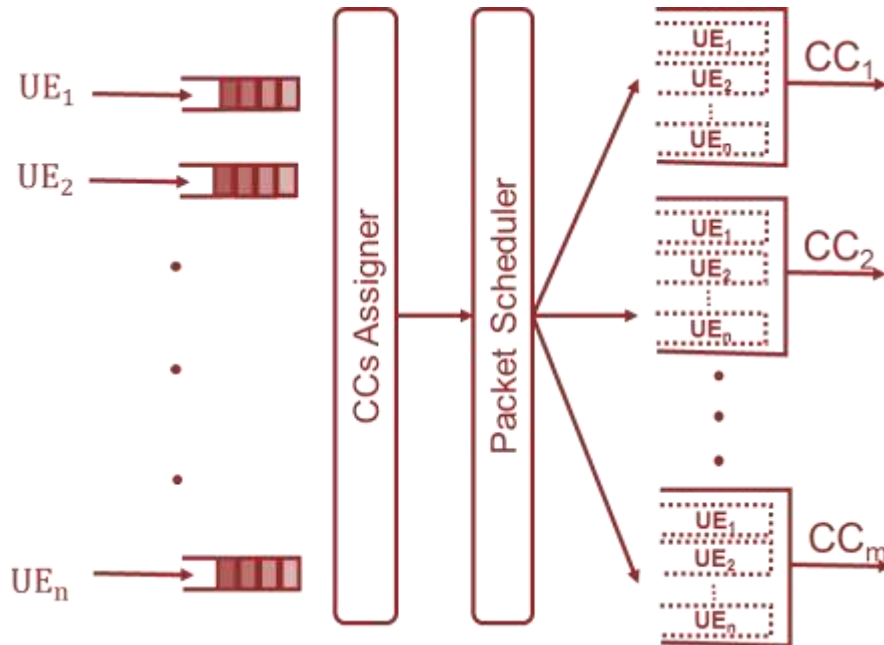 UE₁
UE₂
UEₙ
CCs Assigner
Packet Scheduler
UE₁
UE₂
UEₙ
CC₁
UE₁
UE₂
UEₙ
CC₂
UE₁
UE₂
UEₙ
CCₘ